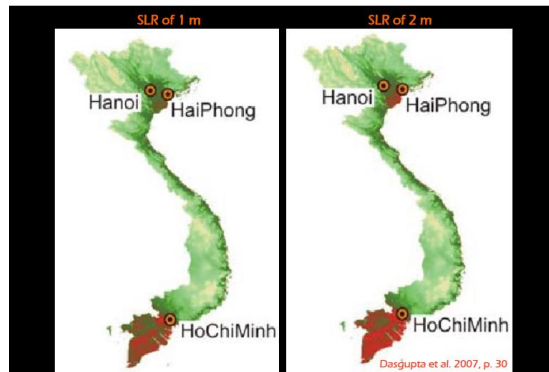 SLR of 1 m
SLR of 2 m
Hanoi
HaiPhong
HoChiMinh
Hanoi
HaiPhong
HoChiMinh
Dasgupta et al. 2007, p. 30